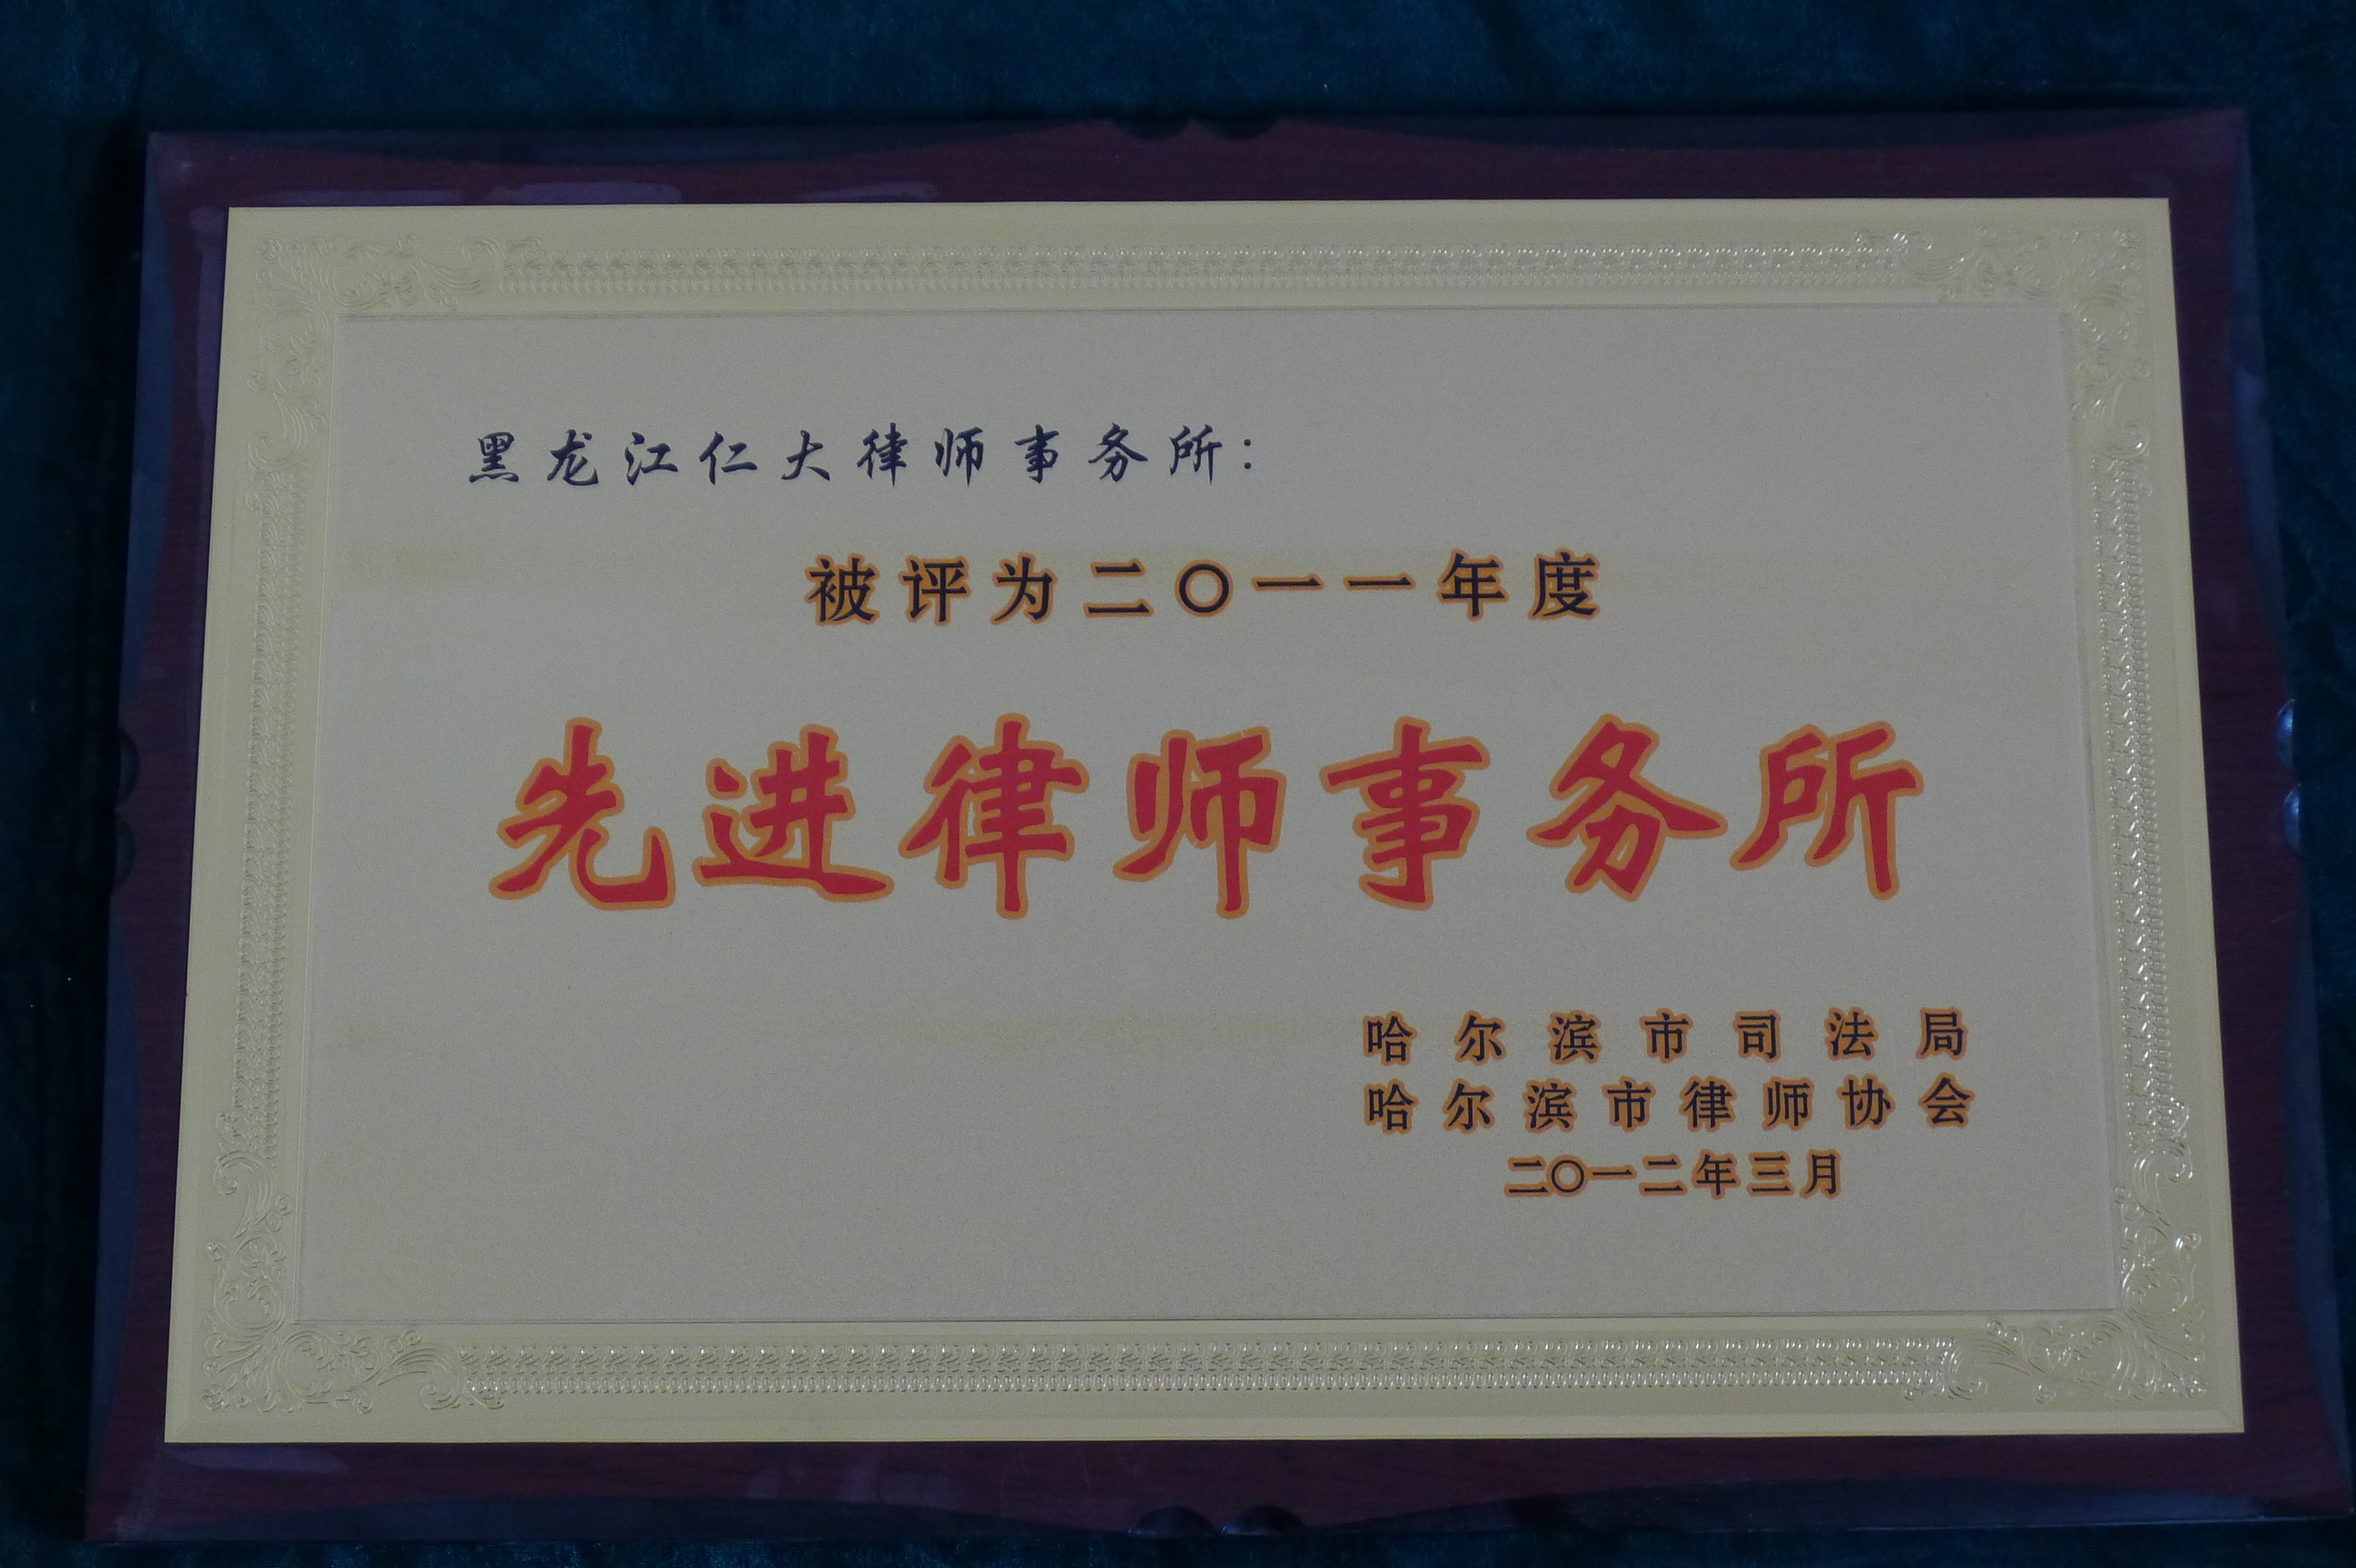 黑龙江仁大律师事务所：
被评为二〇一一年度
先进律师事务所
哈尔滨市司法局
哈尔滨市律师协会
二〇一二年三月